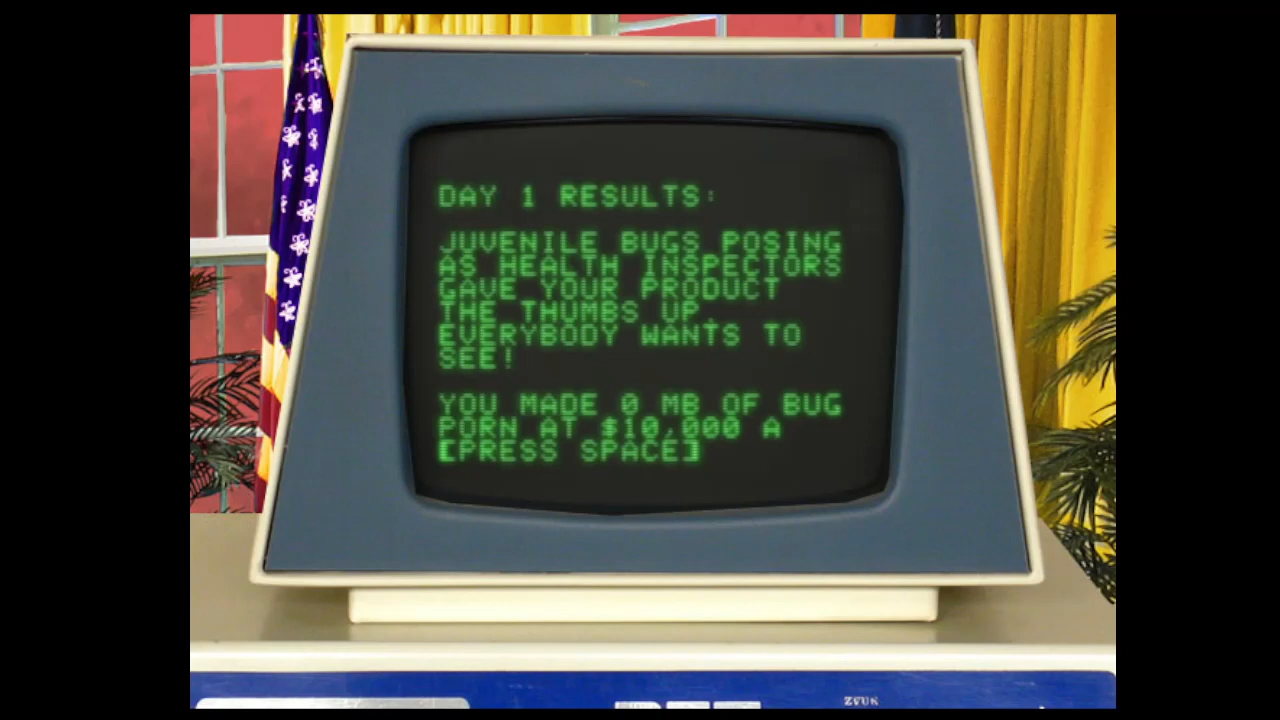 DAY 1 RESULTS:
JUVENILE BUGS POSING
AS HEALTH INSPECTORS
GAVE YOUR PRODUCT
THE THUMBS UP.
EVERYBODY WANTS TO
SEE!
YOU MADE 0 MB OF BUG
PORN AT $10,000 A
[PRESS SPACE]